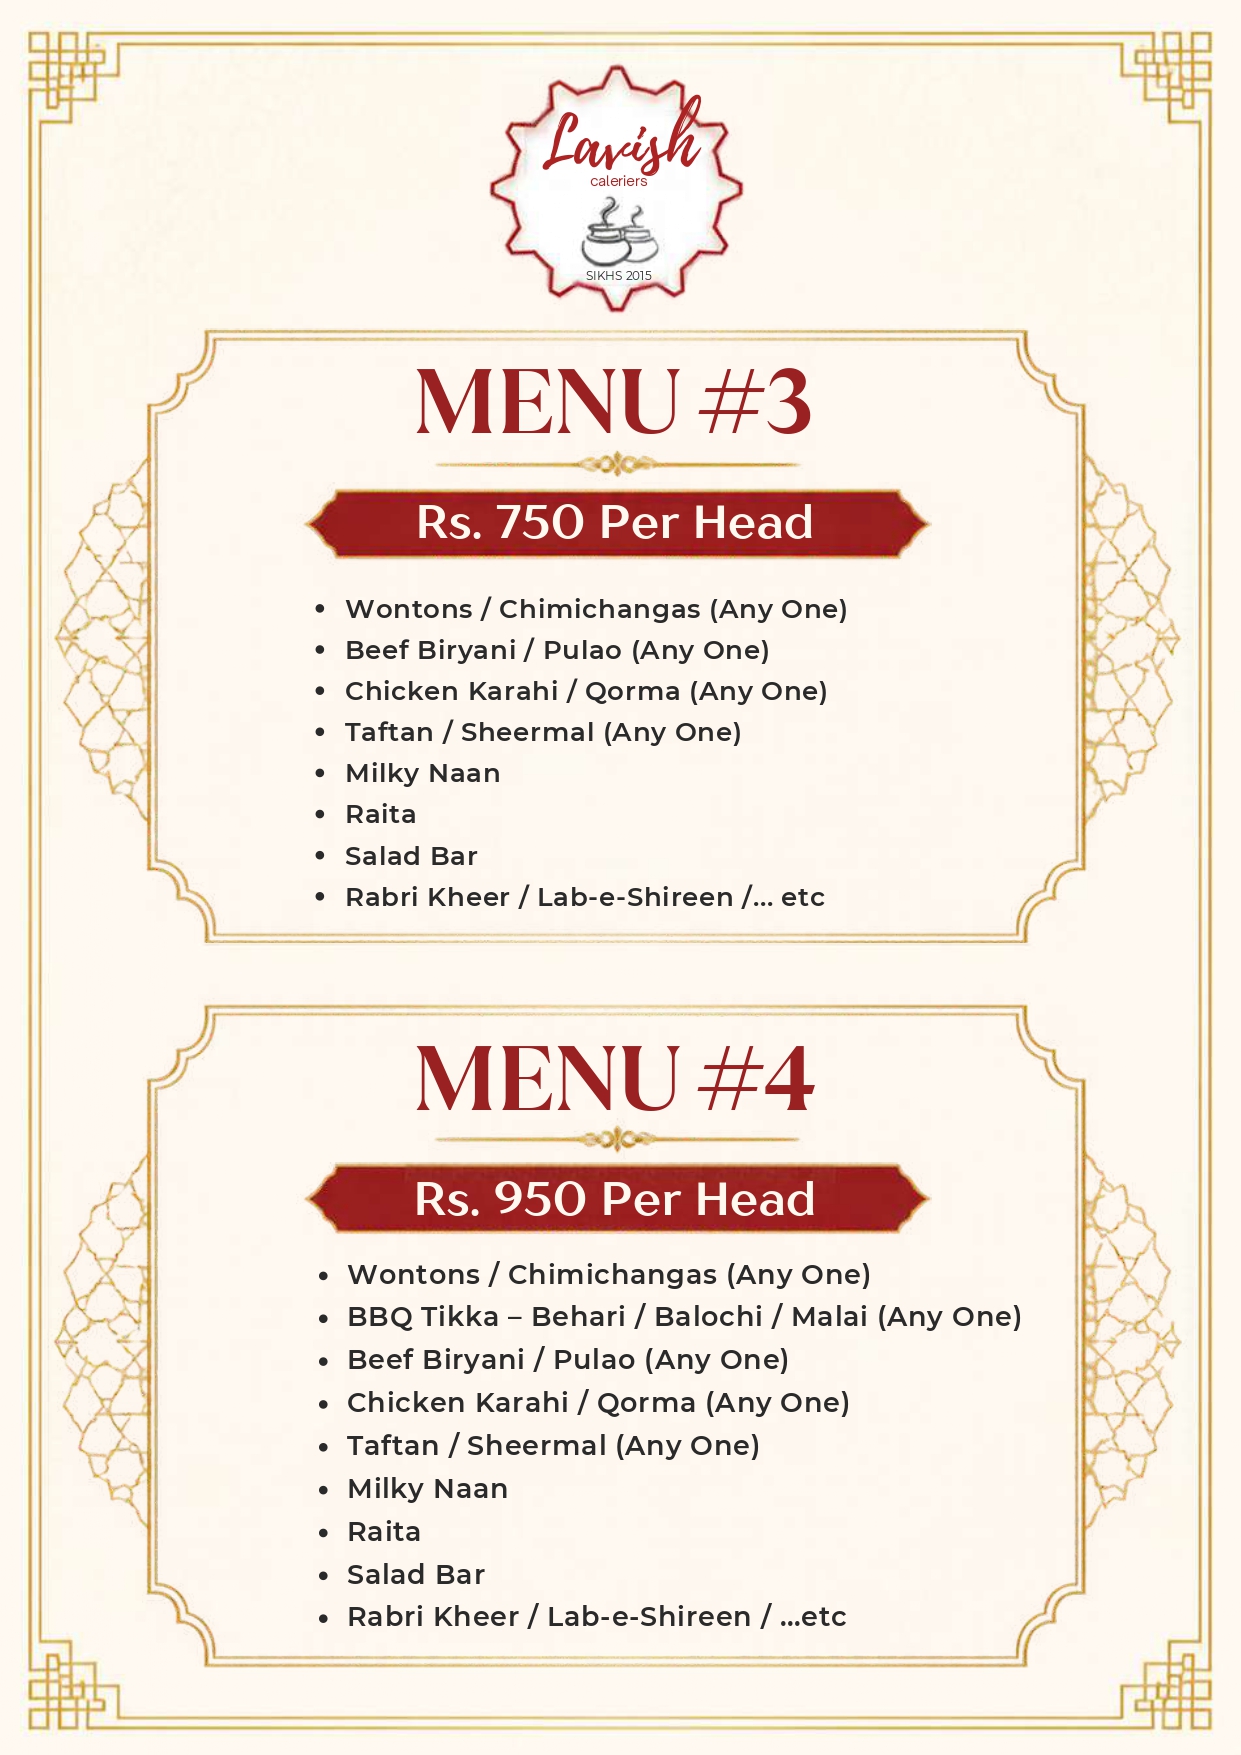 Lavish
caleriers
SIKHS 2015
MENU #3
Rs. 750 Per Head
• Wontons / Chimichangas (Any One)
• Beef Biryani / Pulao (Any One)
• Chicken Karahi / Qorma (Any One)
• Taftan / Sheermal (Any One)
• Milky Naan
• Raita
• Salad Bar
• Rabri Kheer / Lab-e-Shireen /... etc
MENU #4
Rs. 950 Per Head
• Wontons / Chimichangas (Any One)
• BBQ Tikka – Behari / Balochi / Malai (Any One)
• Beef Biryani / Pulao (Any One)
• Chicken Karahi / Qorma (Any One)
• Taftan / Sheermal (Any One)
• Milky Naan
• Raita
• Salad Bar
• Rabri Kheer / Lab-e-Shireen / ...etc